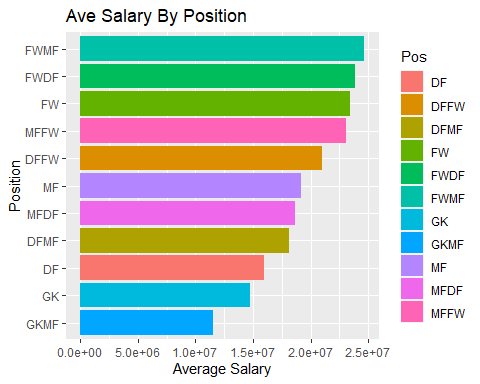 Ave Salary By Position
Position
FWMF
FWDF
FW
MFFW
DFFW
MF
MFDF
DFMF
DF
GK
GKMF
0.0e+00 5.0e+06 1.0e+07 1.5e+07 2.0e+07 2.5e+07
Average Salary
Pos
DF
DFFW
DFMF
FW
FWDF
FWMF
GK
GKMF
MF
MFDF
MFFW